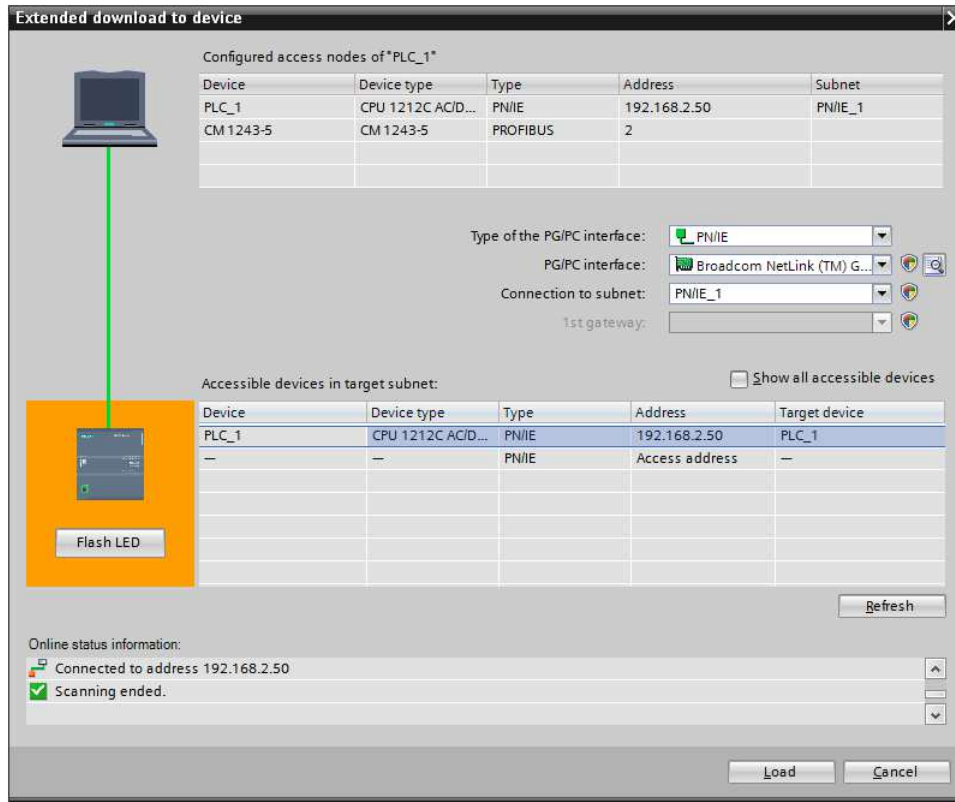 Extended download to device
Configured access nodes of "PLC_1"
Device Device type Type Address Subnet
PLC_1 CPU 1212C AC/D... PN/IE 192.168.2.50 PN/IE_1
CM 1243-5 CM 1243-5 PROFIBUS 2
Type of the PG/PC interface: PN/IE
PG/PC interface: Broadcom NetLink (TM) G...
Connection to subnet: PN/IE_1
1st gateway:
Accessible devices in target subnet: Show all accessible devices
Device Device type Type Address Target device
PLC_1 CPU 1212C AC/D... PN/IE 192.168.2.50 PLC_1
— — PN/IE Access address —
Flash LED
Refresh
Online status information:
Connected to address 192.168.2.50
Scanning ended.
Load Cancel